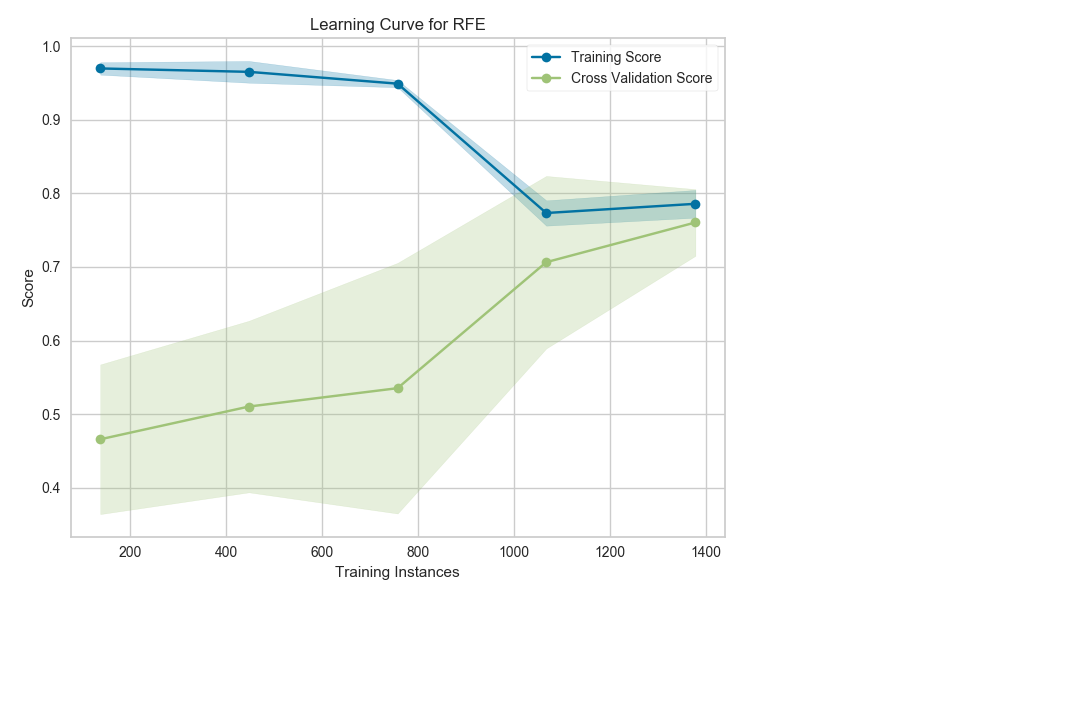 Learning Curve for RFE
Training Score
Cross Validation Score
1.0
0.9
0.8
0.7
0.6
0.5
0.4
Score
200 400 600 800 1000 1200 1400
Training Instances